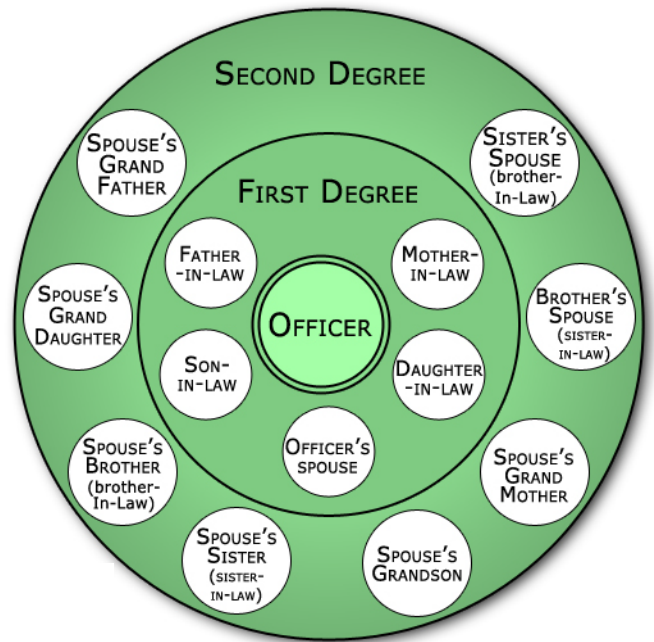 SECOND DEGREE
SPOUSE'S
GRAND
FATHER
SISTER'S
SPOUSE
(brother-
In-Law)
FIRST DEGREE
FATHER
-IN-LAW
MOTHER-
IN-LAW
SPOUSE'S
GRAND
DAUGHTER
OFFICER
BROTHER'S
SPOUSE
(SISTER-
IN-LAW)
SON-
IN-LAW
DAUGHTER
-IN-LAW
OFFICER'S
SPOUSE
SPOUSE'S
BROTHER
(brother-
In-Law)
SPOUSE'S
GRAND
MOTHER
SPOUSE'S
SISTER
(SISTER-
IN-LAW)
SPOUSE'S
GRANDSON